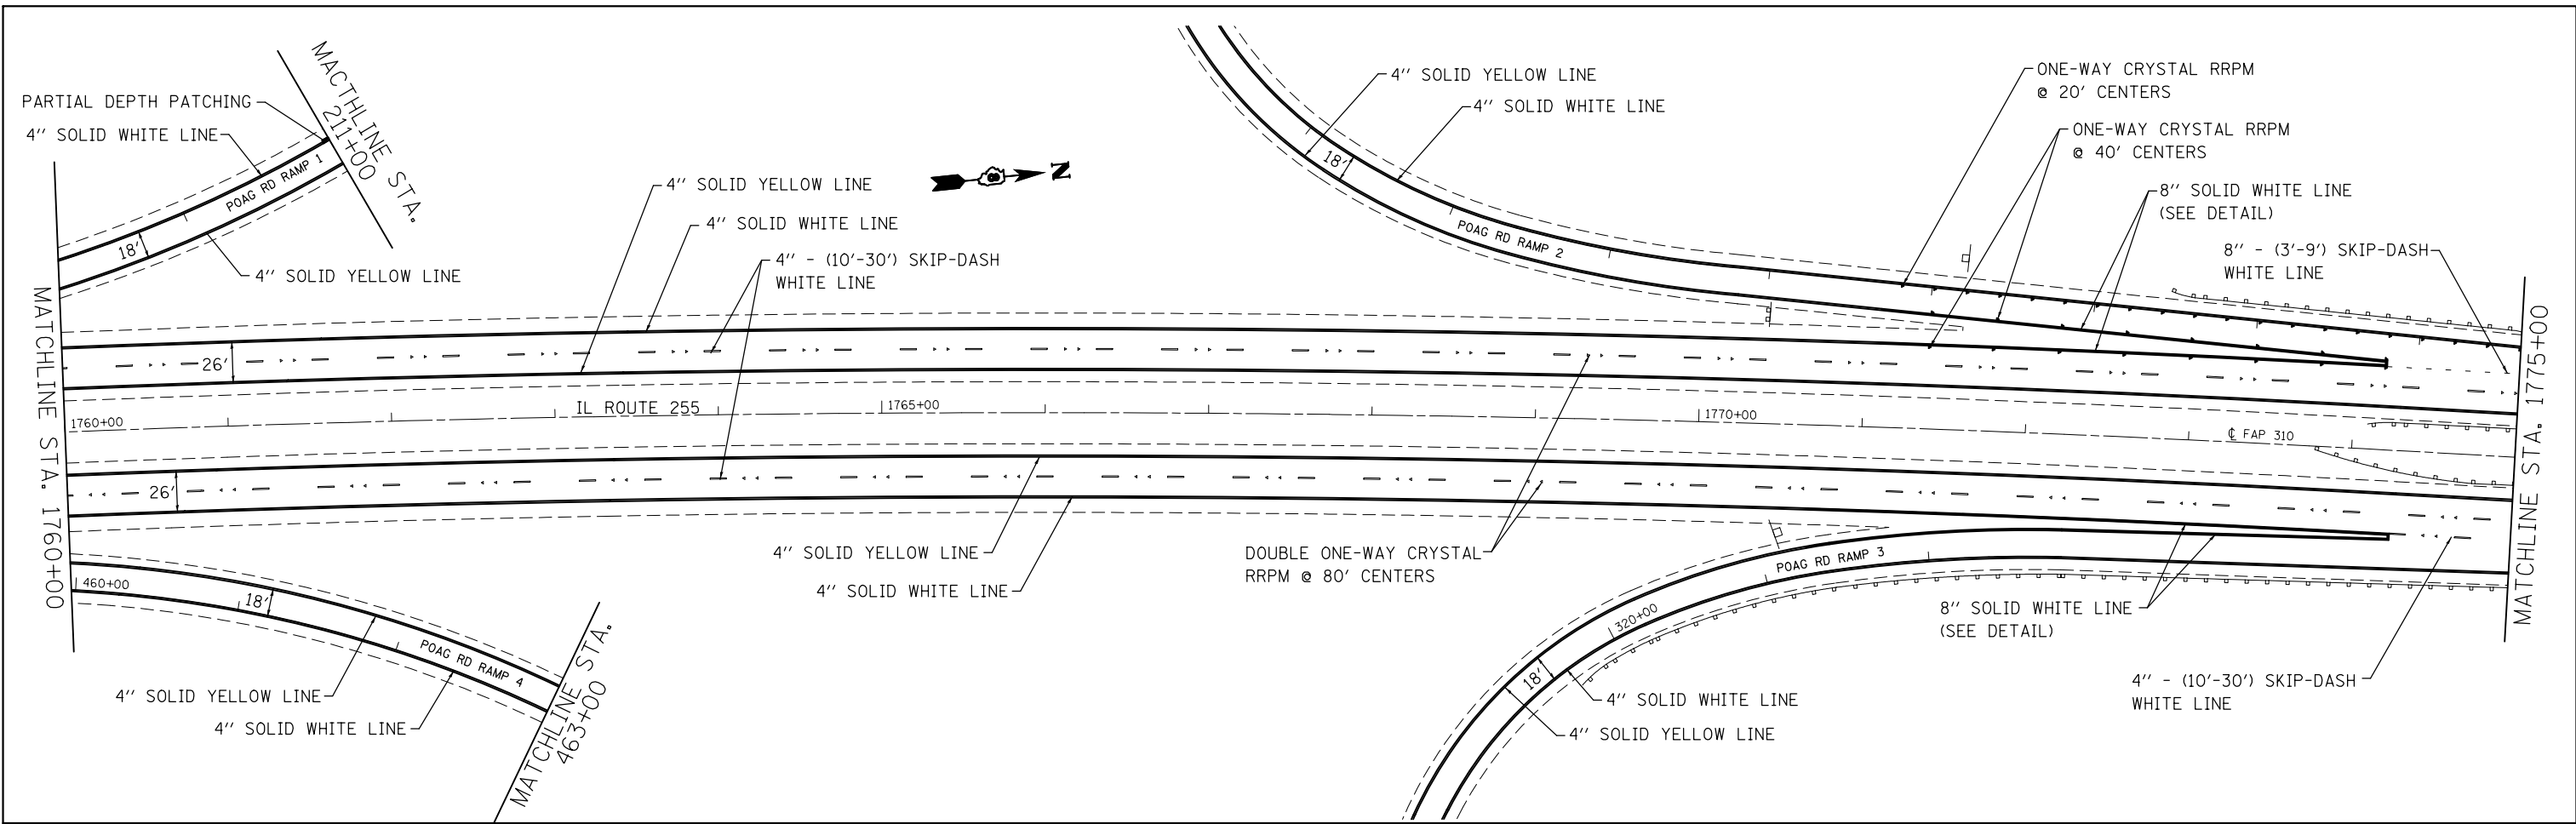 MACTHLINE STA.
211+00
PARTIAL DEPTH PATCHING
4'' SOLID WHITE LINE
POAG RD RAMP 1
18'
4'' SOLID YELLOW LINE
4'' SOLID YELLOW LINE
4'' SOLID WHITE LINE
4'' - (10'-30') SKIP-DASH
WHITE LINE
N
4'' SOLID YELLOW LINE
4'' SOLID WHITE LINE
18'
POAG RD RAMP 2
ONE-WAY CRYSTAL RRPM
@ 20' CENTERS
ONE-WAY CRYSTAL RRPM
@ 40' CENTERS
8'' SOLID WHITE LINE
(SEE DETAIL)
8'' - (3'-9') SKIP-DASH
WHITE LINE
MATCHLINE STA. 1760+00
26'
1760+00
IL ROUTE 255
1765+00
1770+00
℄ FAP 310
MATCHLINE STA. 1775+00
26'
4'' SOLID YELLOW LINE
4'' SOLID WHITE LINE
DOUBLE ONE-WAY CRYSTAL
RRPM @ 80' CENTERS
460+00
18'
POAG RD RAMP 4
4'' SOLID YELLOW LINE
4'' SOLID WHITE LINE
MATCHLINE STA.
463+00
POAG RD RAMP 3
320+00
18'
4'' SOLID WHITE LINE
4'' SOLID YELLOW LINE
8'' SOLID WHITE LINE
(SEE DETAIL)
4'' - (10'-30') SKIP-DASH
WHITE LINE